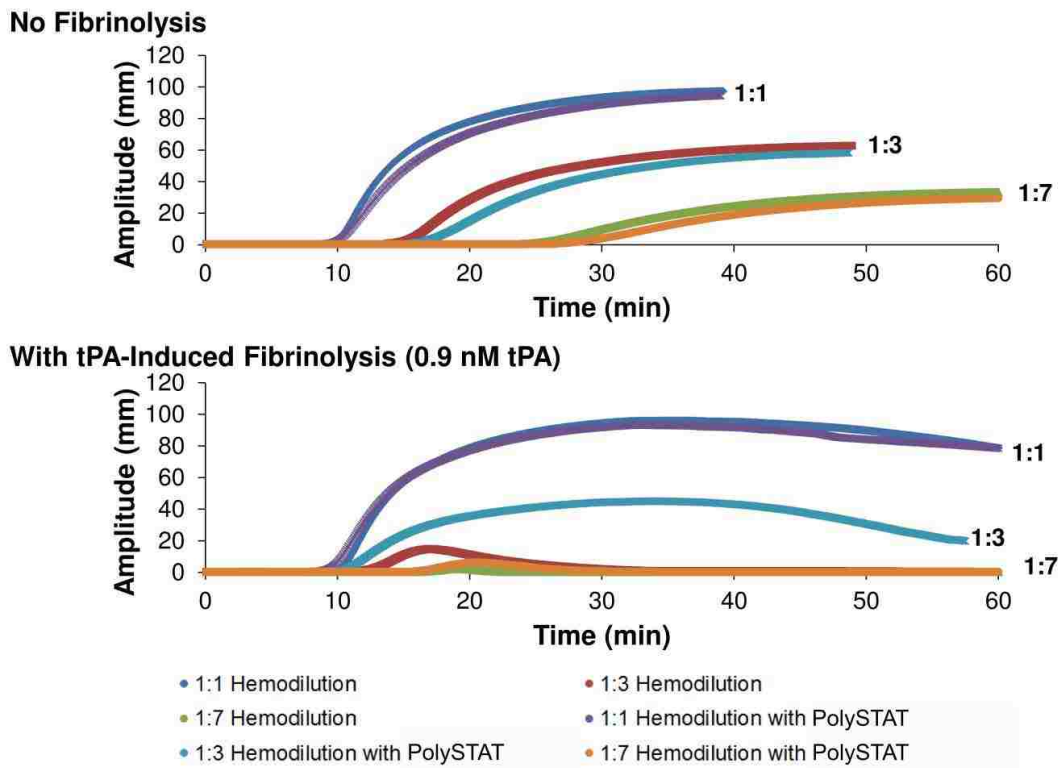 No Fibrinolysis
120
100
80
60
40
20
0
Amplitude (mm)
1:1
1:3
1:7
0 10 20 30 40 50 60
Time (min)
With tPA-Induced Fibrinolysis (0.9 nM tPA)
120
100
80
60
40
20
0
Amplitude (mm)
1:1
1:3
1:7
0 10 20 30 40 50 60
Time (min)
1:1 Hemodilution
1:3 Hemodilution
1:7 Hemodilution
1:1 Hemodilution with PolySTAT
1:3 Hemodilution with PolySTAT
1:7 Hemodilution with PolySTAT